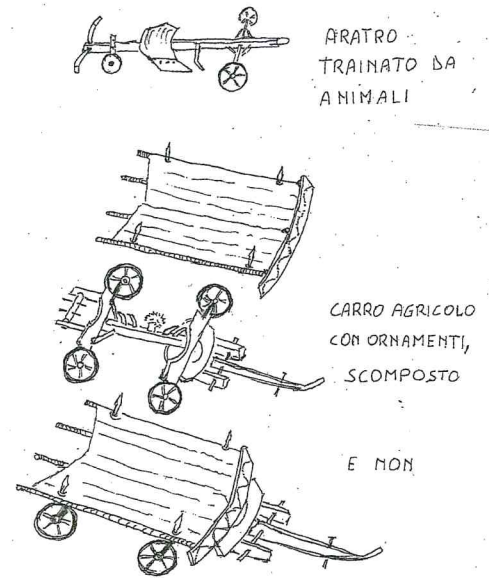 ARATRO
TRAINATO DA
ANIMALI
CARRO AGRICOLO
CON ORNAMENTI,
SCOMPOSTO
E NON